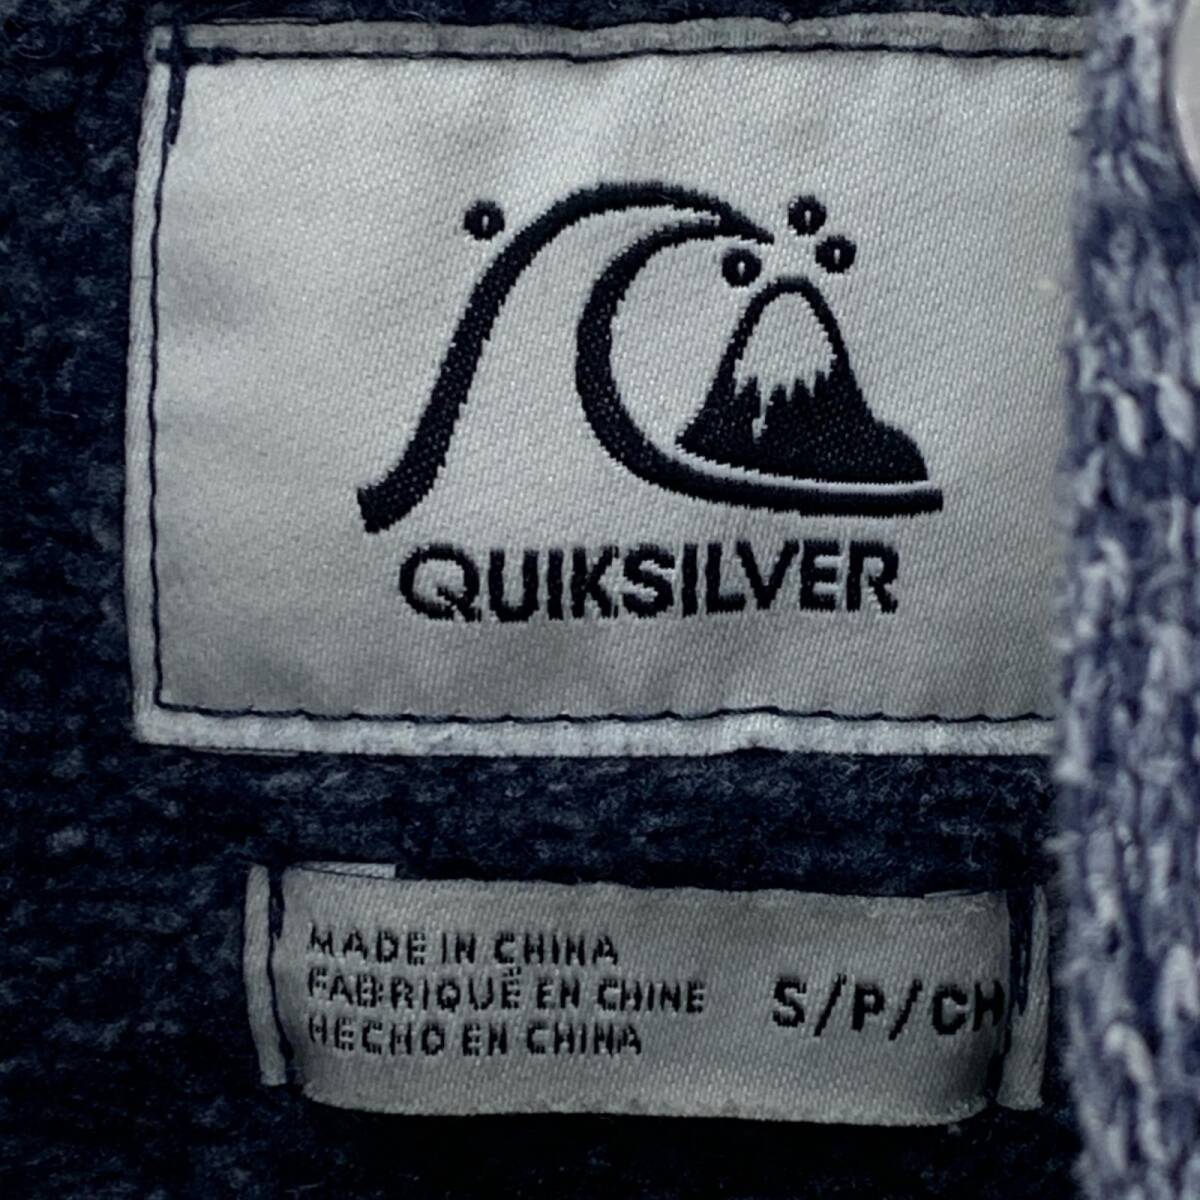 QUIKSILVER
MADE IN CHINA
FABRIQUÉ EN CHINE
HECHO EN CHINA
S/P/CH